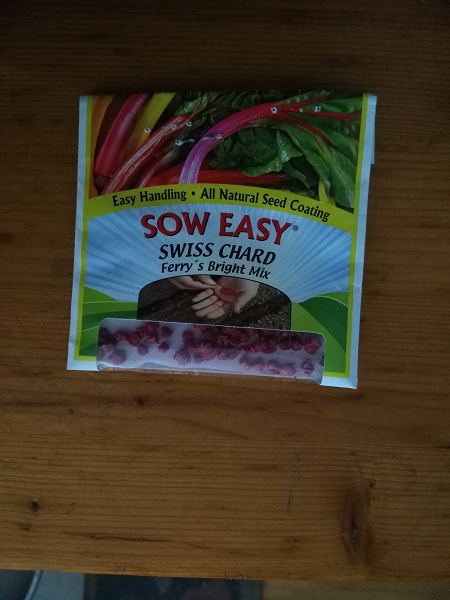 Easy Handling • All Natural Seed Coating
SOW EASY®
SWISS CHARD
Ferry's Bright Mix